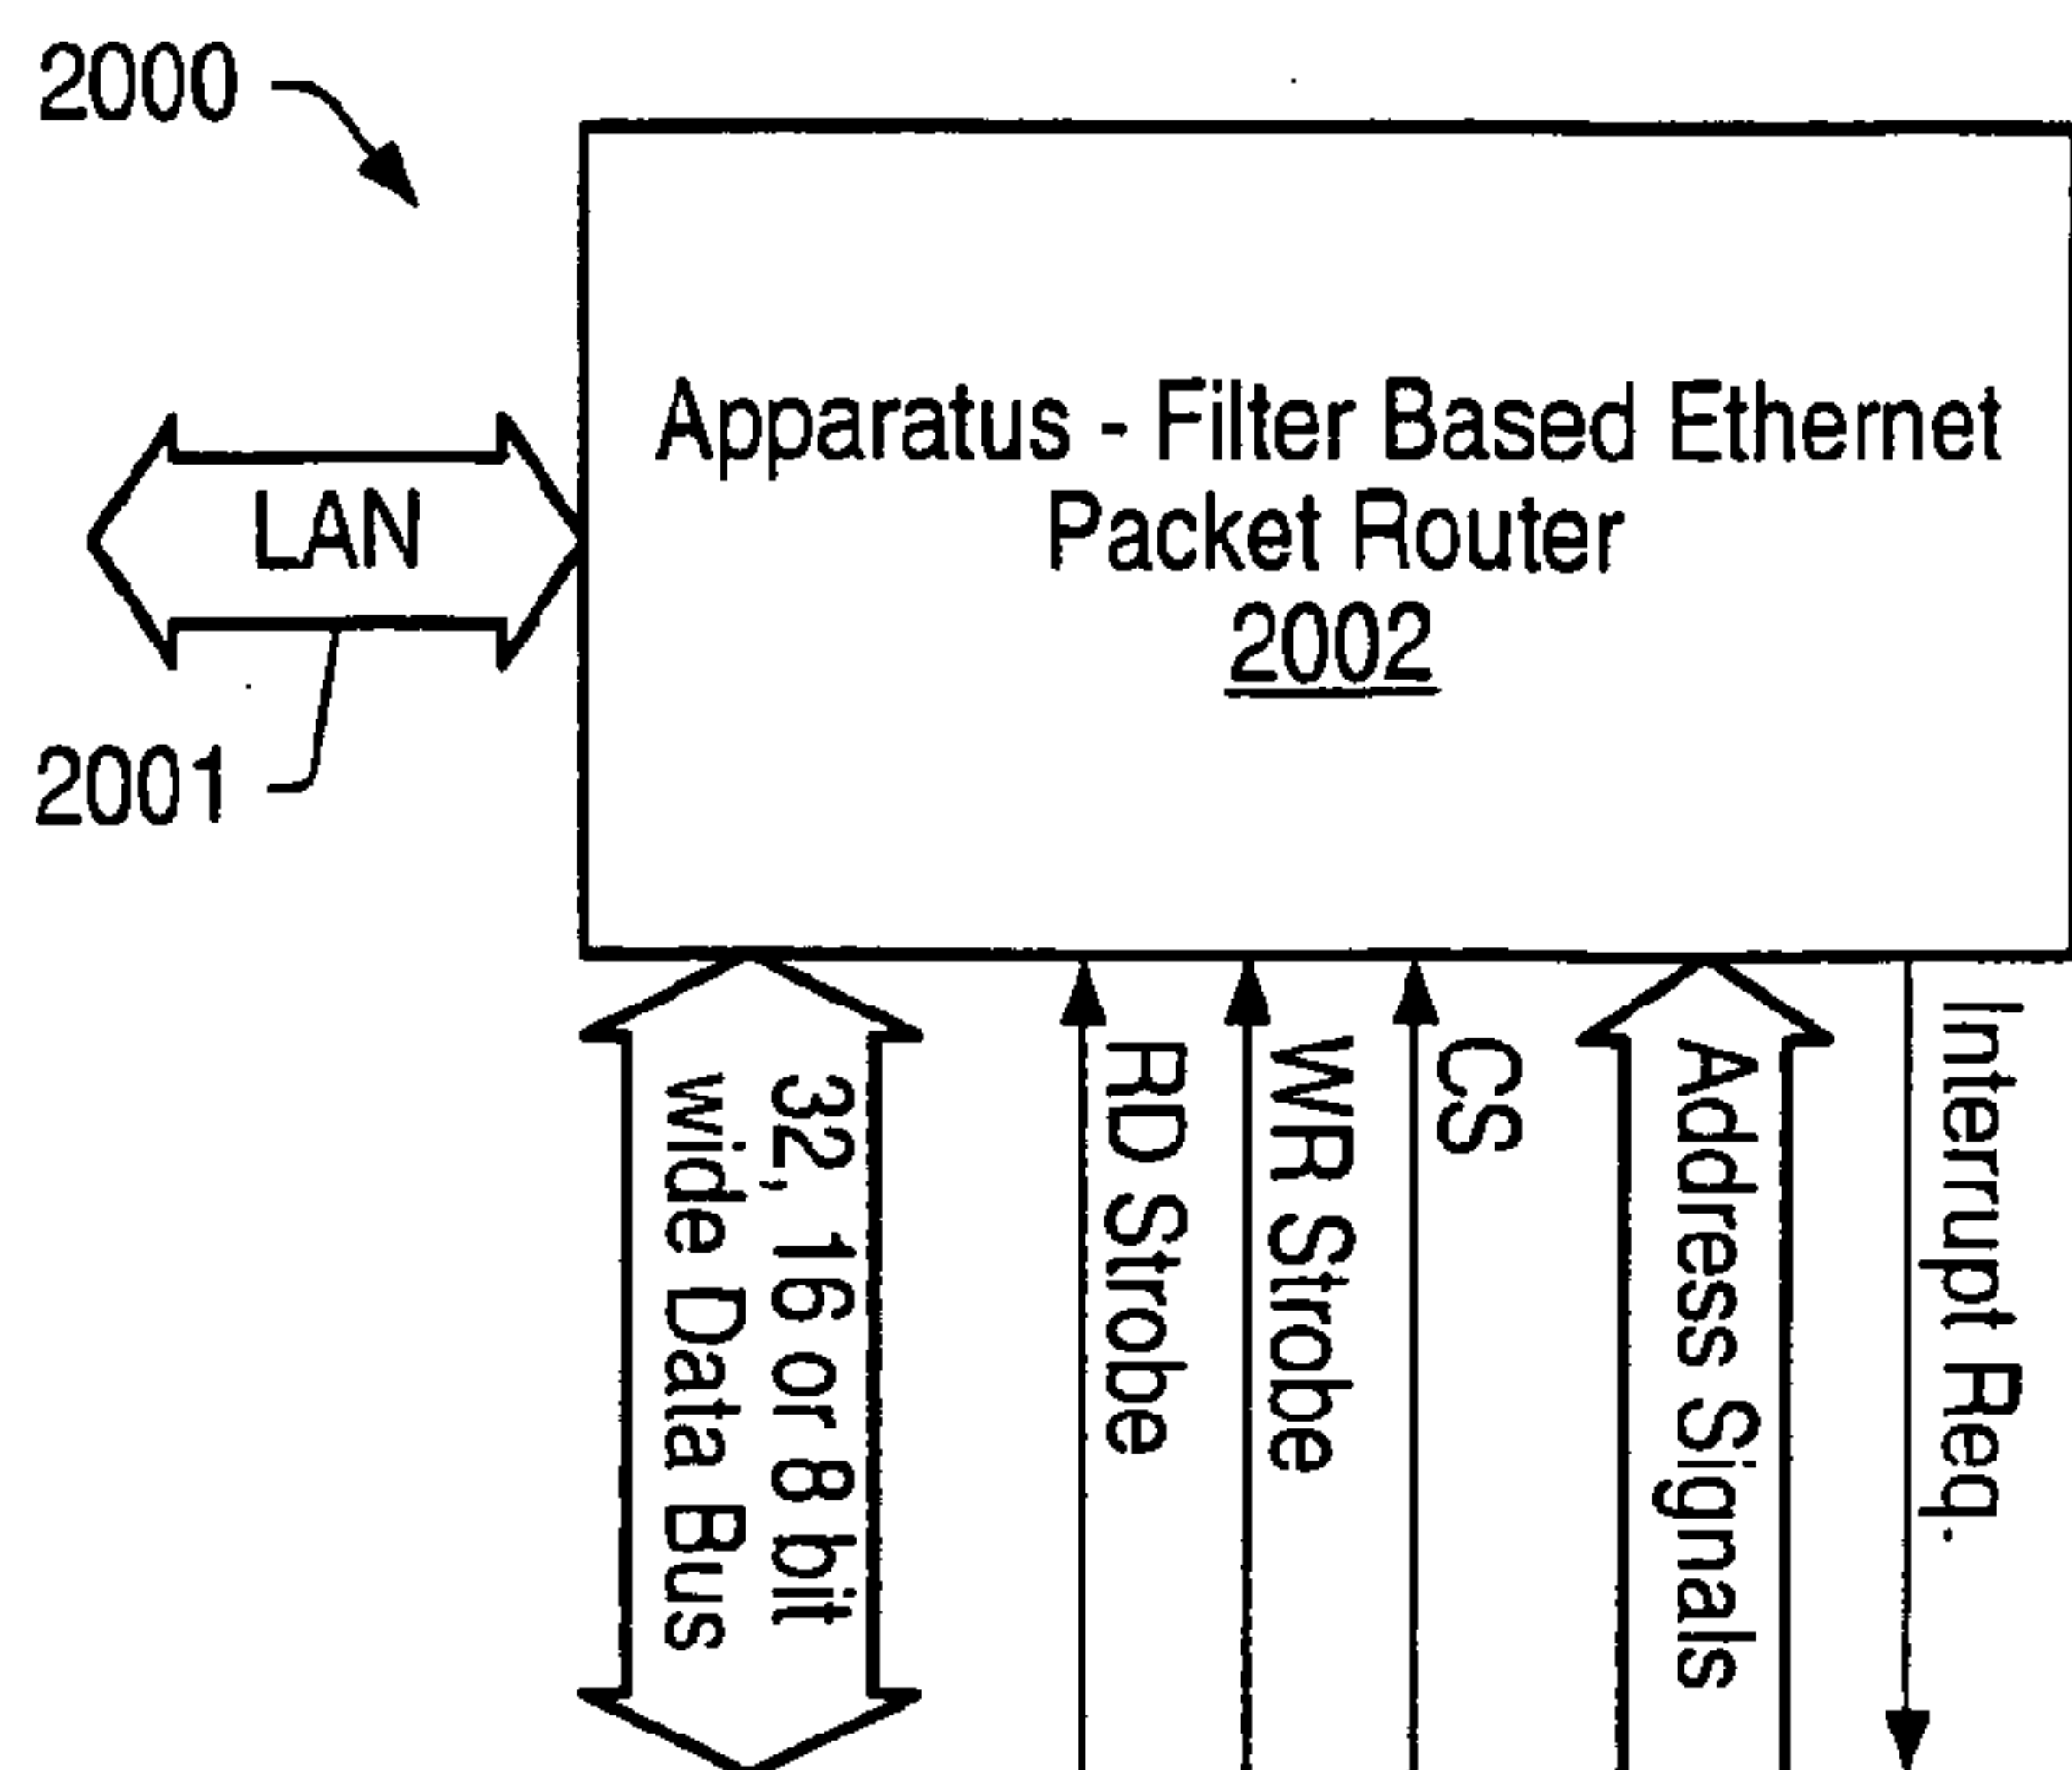 2000
Apparatus - Filter Based Ethernet
Packet Router
2002
LAN
2001
32, 16 or 8 bit
wide Data Bus
RD Strobe
WR Strobe
CS
Address Signals
Interrupt Req.